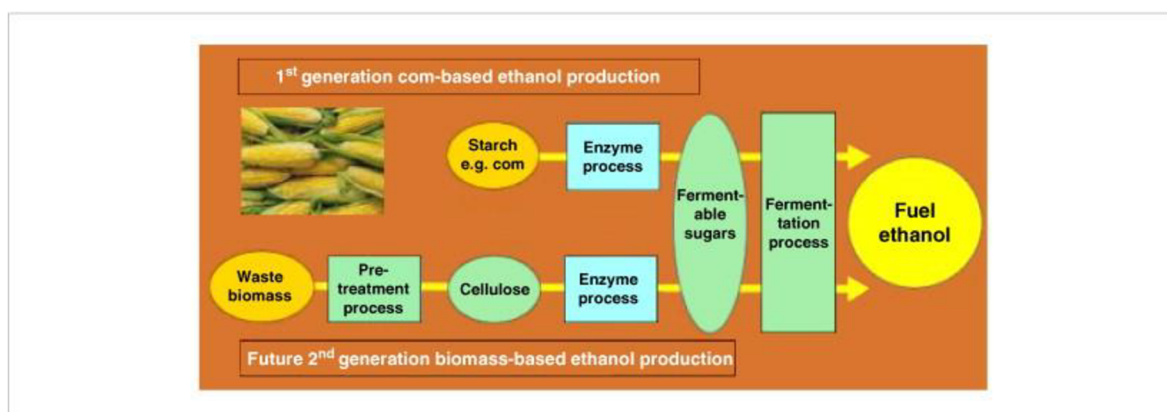 1st generation com-based ethanol production
Starch
e.g. com
Enzyme
process
Ferment-
able
sugars
Ferment-
tation
process
Fuel
ethanol
Waste
biomass
Pre-
treatment
process
Cellulose
Enzyme
process
Future 2nd generation biomass-based ethanol production